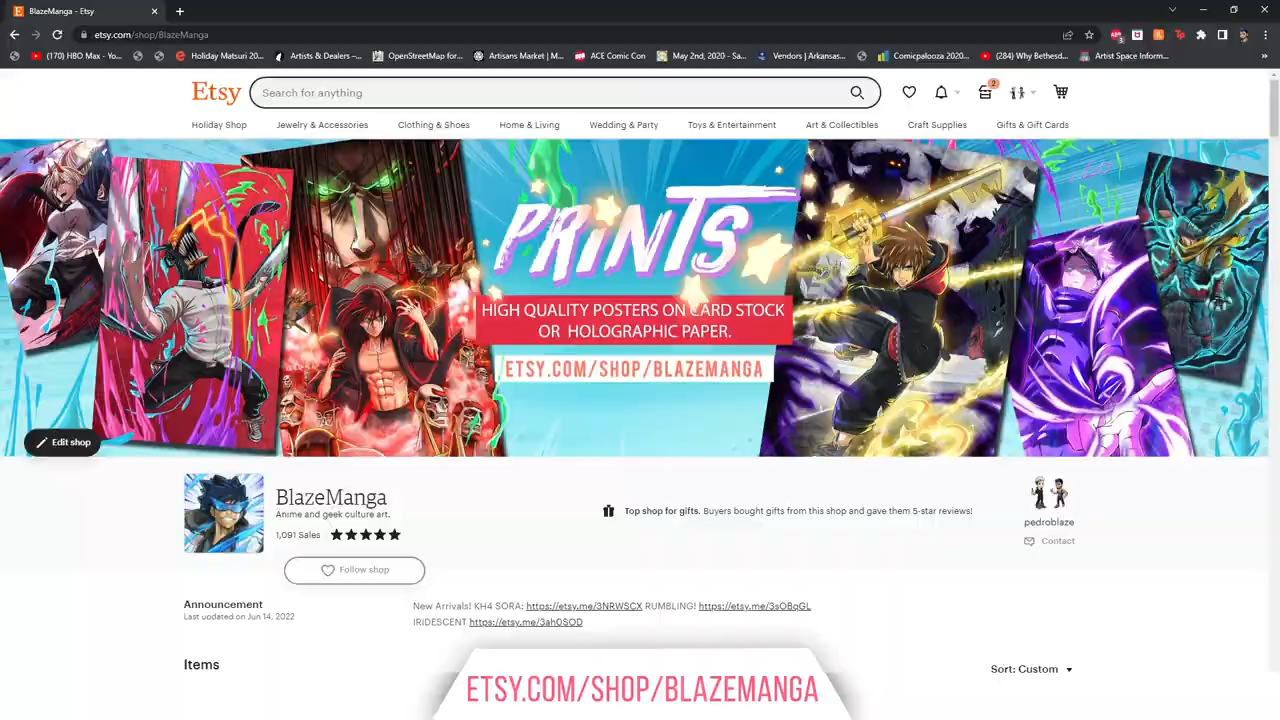 BlazeManga - Etsy
etsy.com/shop/BlazeManga
(170) HBO Max - Yo...
Holiday Matsuri 20...
Artists & Dealers –...
OpenStreetMap for...
Artisans Market | M...
ACE Comic Con
May 2nd, 2020 - Sa...
Vendors J Arkansas...
Comicpalooza 2020...
(284) Why Bethesd...
Artist Space Inform...
Etsy
Search for anything
2
Holiday Shop
Jewelry & Accessories
Clothing & Shoes
Home & Living
Wedding & Party
Toys & Entertainment
Art & Collectibles
Craft Supplies
Gifts & Gift Cards
PRINTS
HIGH QUALITY POSTERS ON CARD STOCK
OR HOLOGRAPHIC PAPER.
ETSY.COM/SHOP/BLAZEMANGA
Edit shop
BlazeManga
Anime and geek culture art.
1,091 Sales
Follow shop
Top shop for gifts. Buyers bought gifts from this shop and gave them 5-star reviews!
pedroblaze
Contact
Announcement
Last updated on Jun 14, 2022
New Arrivals! KH4 SORA: https://etsy.me/3NRWSCX RUMBLING! https://etsy.me/3sOBqGL
IRIDESCENT https://etsy.me/3ah0SOD
Items
Sort: Custom
ETSY.COM/SHOP/BLAZEMANGA